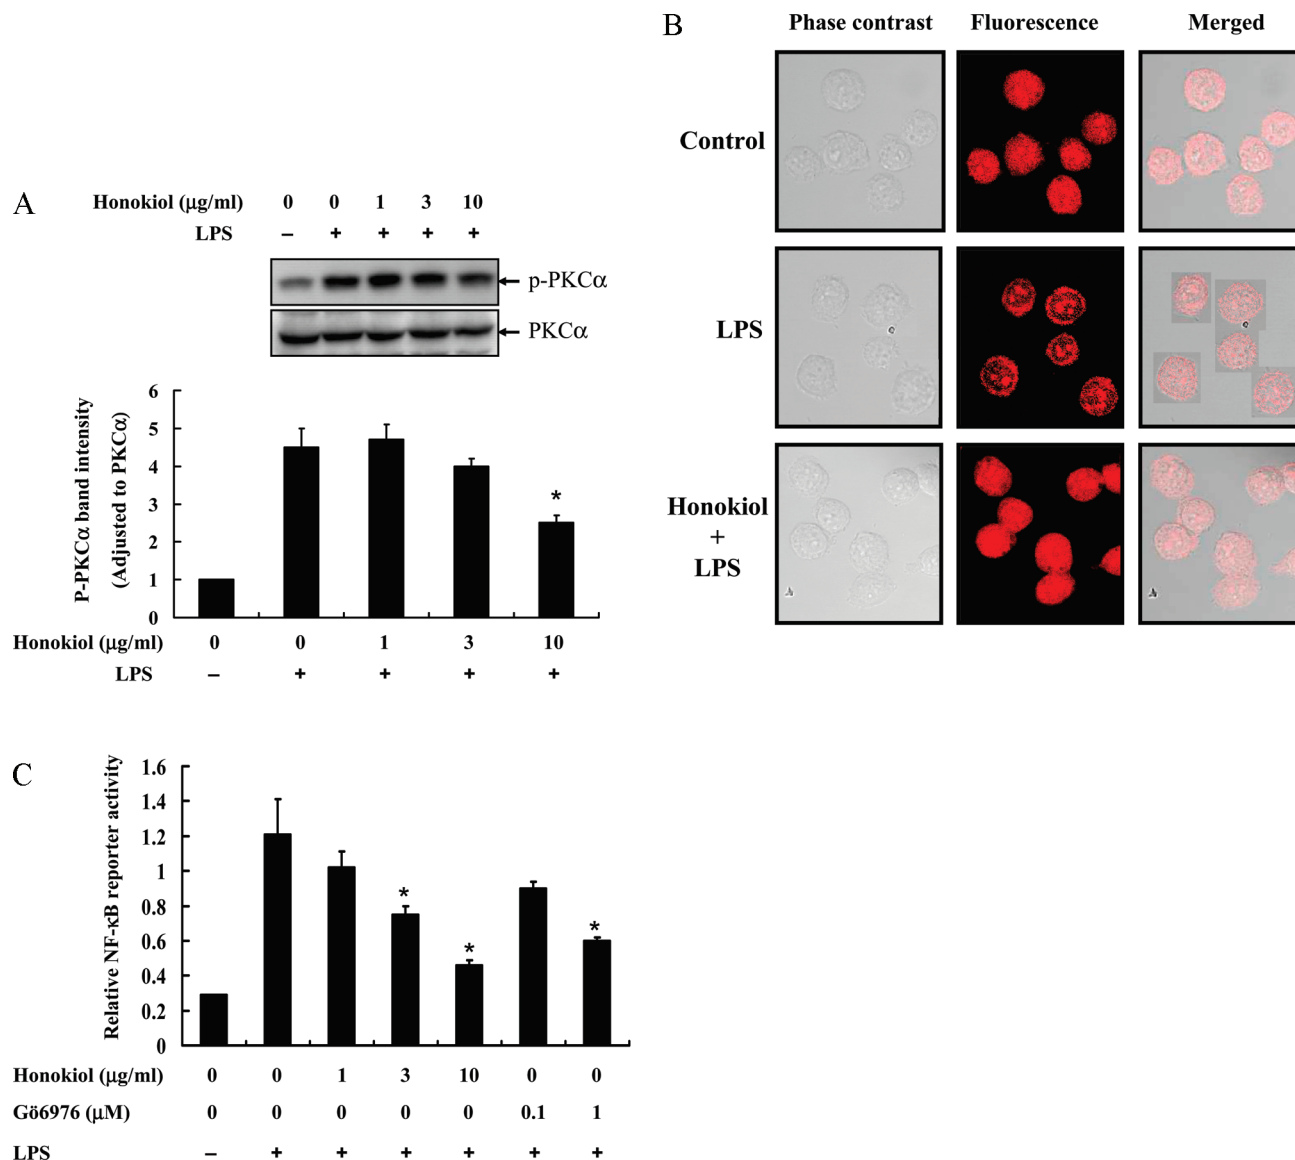 A
Honokiol (μg/ml) 0 0 1 3 10
LPS – + + + +
p-PKCα
PKCα
P-PKCα band intensity
(Adjusted to PKCα)
6
5
4
3
2
1
0
*
Honokiol (μg/ml) 0 0 1 3 10
LPS – + + + +
B
Phase contrast Fluorescence Merged
Control
LPS
Honokiol
+
LPS
C
Relative NF-κB reporter activity
1.6
1.4
1.2
1
0.8
0.6
0.4
0.2
0
* * *
Honokiol (μg/ml) 0 0 1 3 10 0 0
Gö6976 (μM) 0 0 0 0 0 0.1 1
LPS – + + + + + +